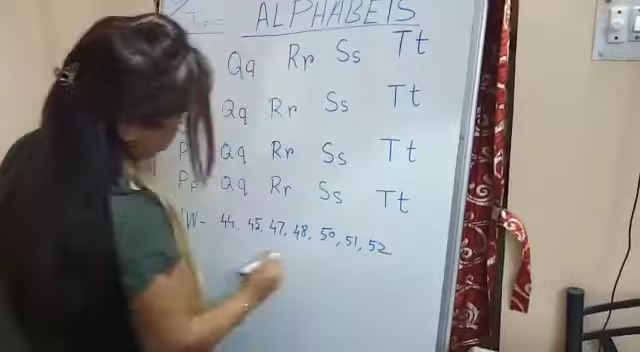 ALPHABETS
Qq Rr Ss Tt
Qq Rr Ss Tt
P Qq Rr Ss Tt
Pp Qq Rr Ss Tt
W- 44, 45, 47, 48, 50, 51, 52